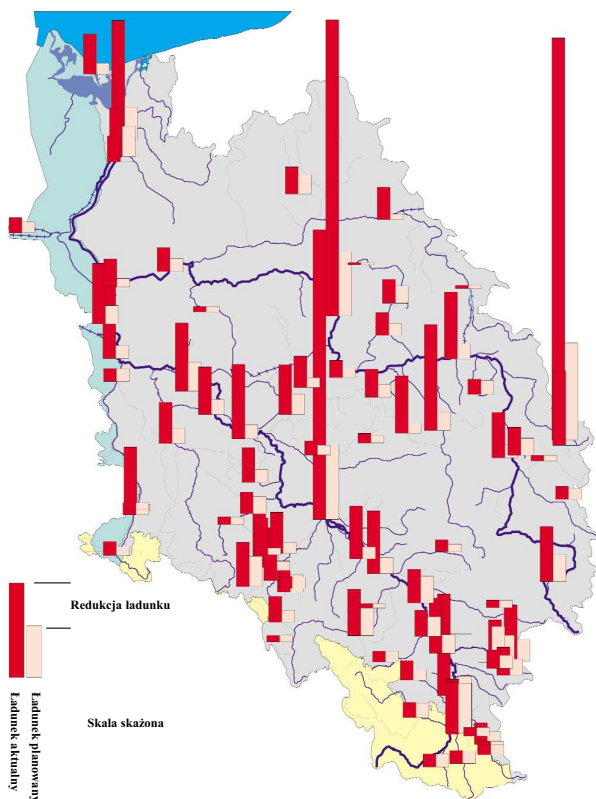 Redukcja ładunku
Ładunek aktualny
Ładunek planowany
Skala skażona